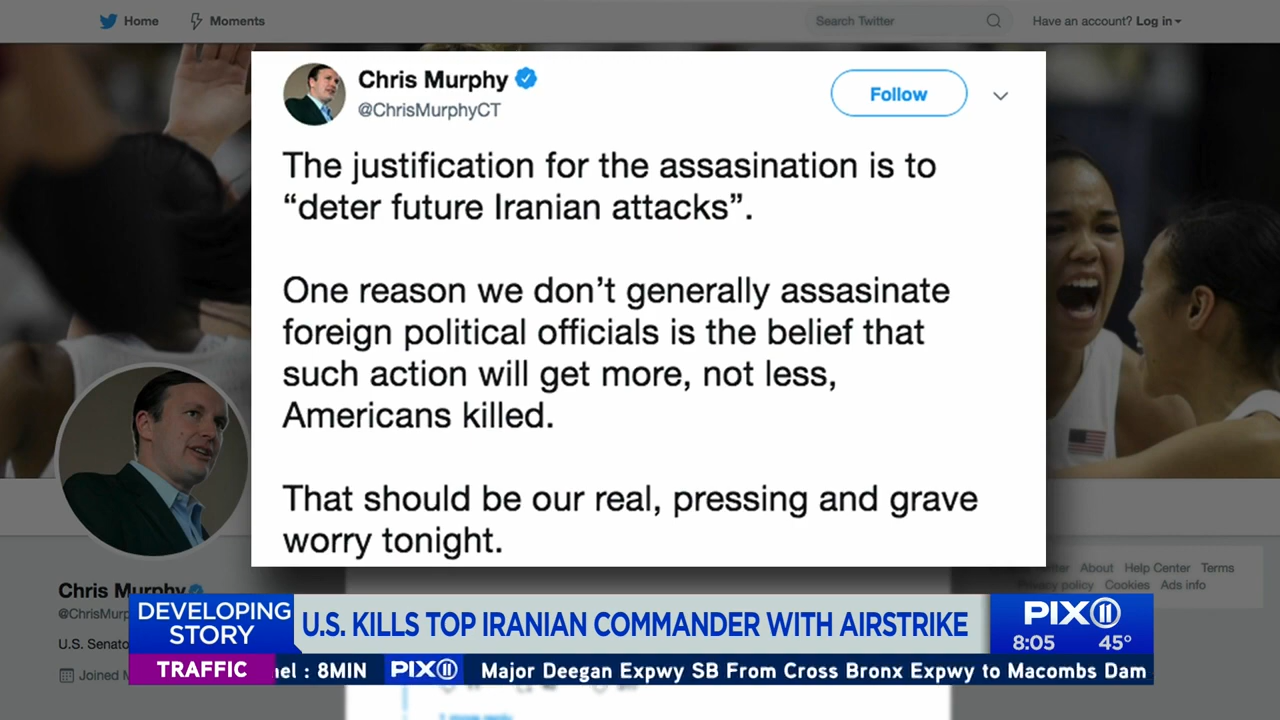 Home
Moments
Search Twitter
Have an account? Log in
Chris Murphy
@ChrisMurphyCT
Follow
The justification for the assasination is to
“deter future Iranian attacks”.
One reason we don’t generally assasinate
foreign political officials is the belief that
such action will get more, not less,
Americans killed.
That should be our real, pressing and grave
worry tonight.
About Help Center Terms
policy Cookies Ads info
Chris Murphy
@ChrisMurp
U.S. Senato
Joined
DEVELOPING
STORY
U.S. KILLS TOP IRANIAN COMMANDER WITH AIRSTRIKE
PIX11
8:05 45°
TRAFFIC
nel : 8MIN PIX11 Major Deegan Expwy SB From Cross Bronx Expwy to Macombs Dam